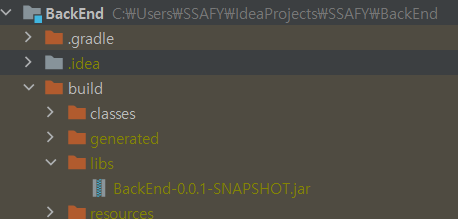 BackEnd C:₩Users₩SSAFY₩IdeaProjects₩SSAFY₩BackEnd
.gradle
.idea
build
classes
generated
libs
BackEnd-0.0.1-SNAPSHOT.jar
resources